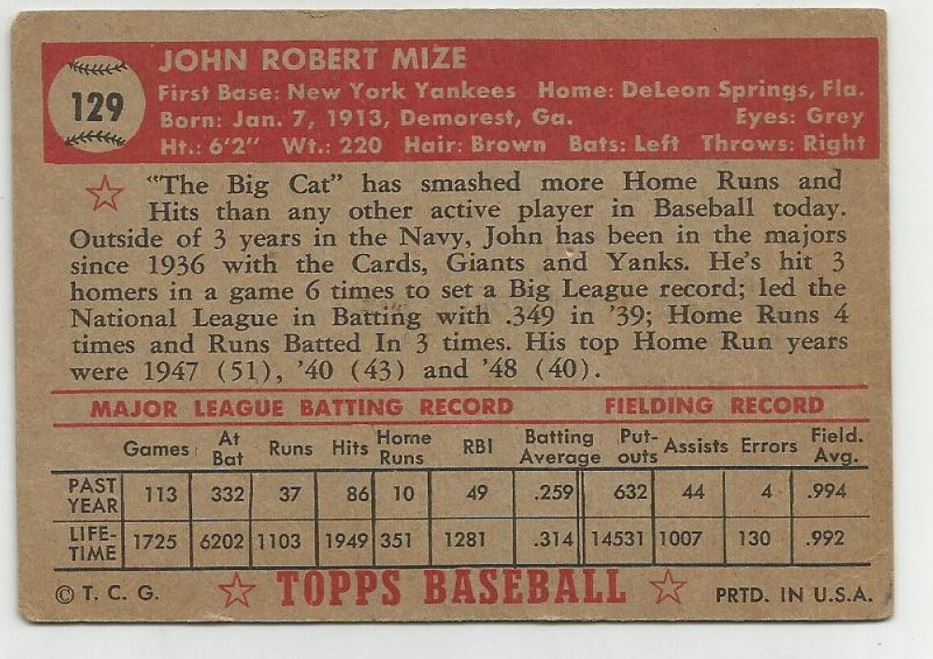 129
JOHN ROBERT MIZE
First Base: New York Yankees Home: DeLeon Springs, Fla.
Born: Jan. 7, 1913, Demorest, Ga. Eyes: Grey
Ht.: 6'2" Wt.: 220 Hair: Brown Bats: Left Throws: Right
"The Big Cat" has smashed more Home Runs and
Hits than any other active player in Baseball today.
Outside of 3 years in the Navy, John has been in the majors
since 1936 with the Cards, Giants and Yanks. He's hit 3
homers in a game 6 times to set a Big League record; led the
National League in Batting with .349 in '39; Home Runs 4
times and Runs Batted In 3 times. His top Home Run years
were 1947 (51), '40 (43) and '48 (40).
MAJOR LEAGUE BATTING RECORD FIELDING RECORD
Games At Bat Runs Hits Home Runs RBI Batting Average Put-outs Assists Errors Field. Avg.
PAST YEAR 113 332 37 86 10 49 .259 632 44 4 .994
LIFE-TIME 1725 6202 1103 1949 351 1281 .314 14531 1007 130 .992
© T. C. G. TOPPS BASEBALL PRTD. IN U.S.A.